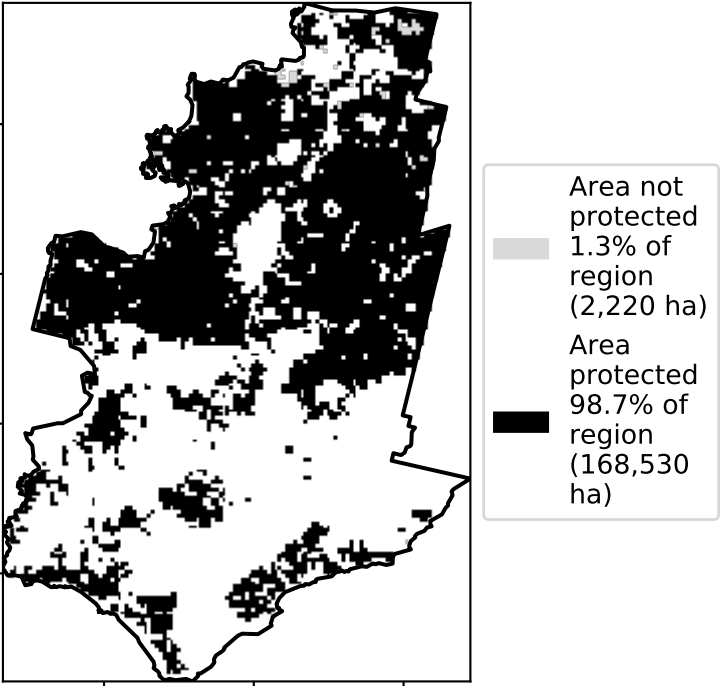 Area not
protected
1.3% of
region
(2,220 ha)
Area
protected
98.7% of
region
(168,530
ha)